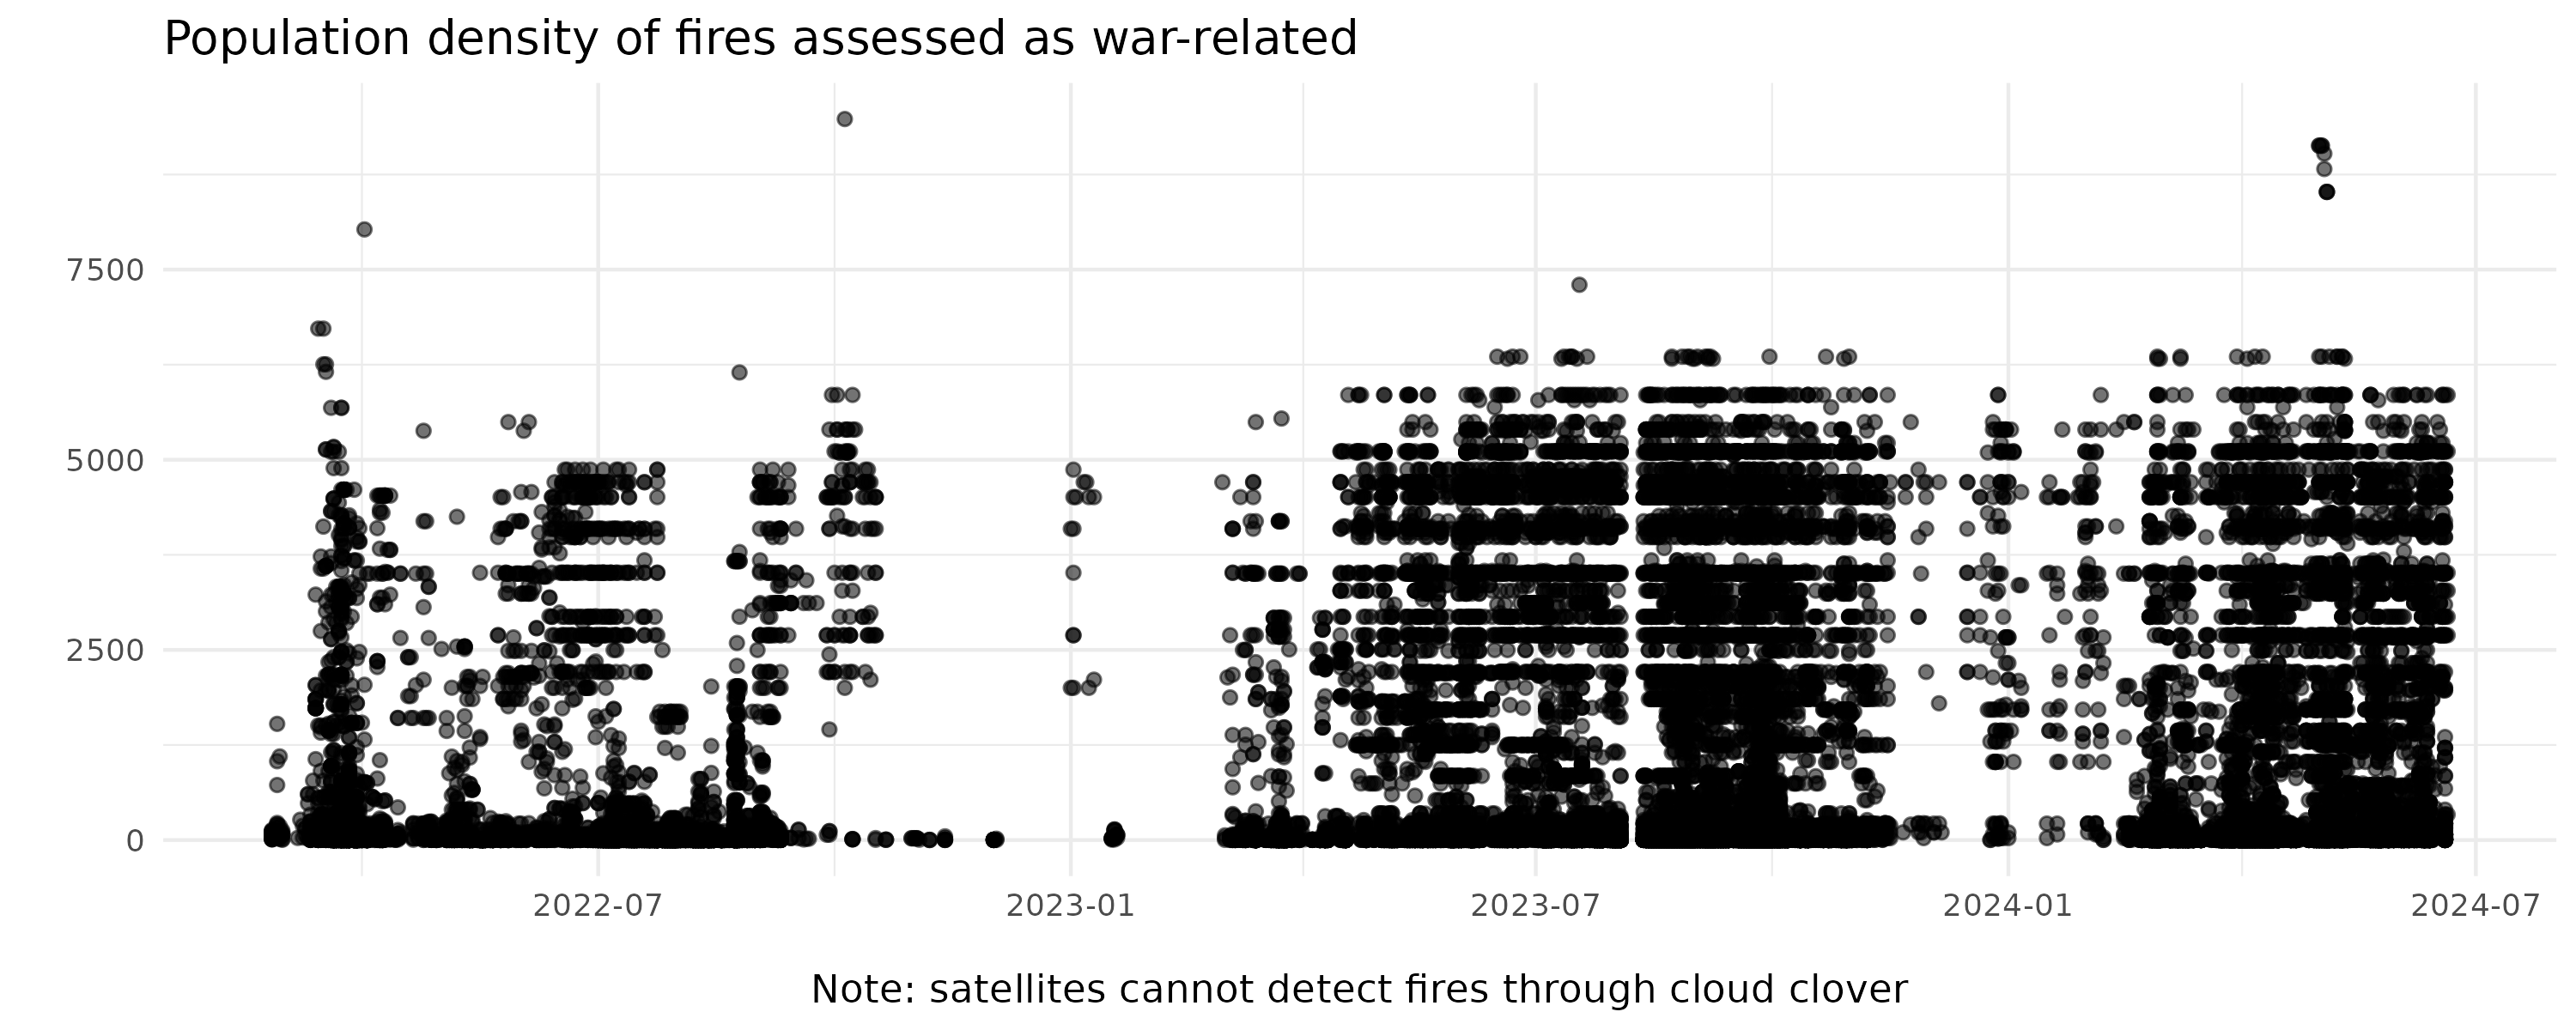 Population density of fires assessed as war-related
7500
5000
2500
0
2022-07 2023-01 2023-07 2024-01 2024-07
Note: satellites cannot detect fires through cloud clover